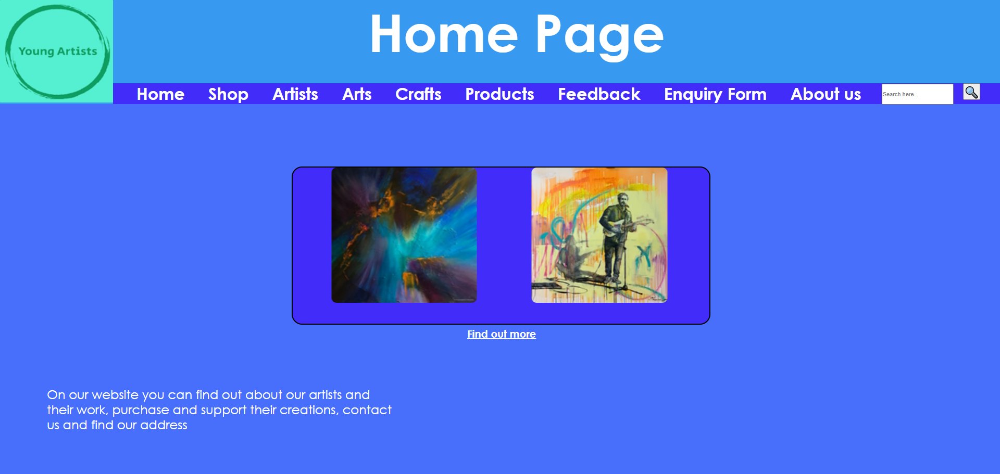 Young Artists
Home Page
Home Shop Artists Arts Crafts Products Feedback Enquiry Form About us Search here...
Find out more
On our website you can find out about our artists and
their work, purchase and support their creations, contact
us and find our address